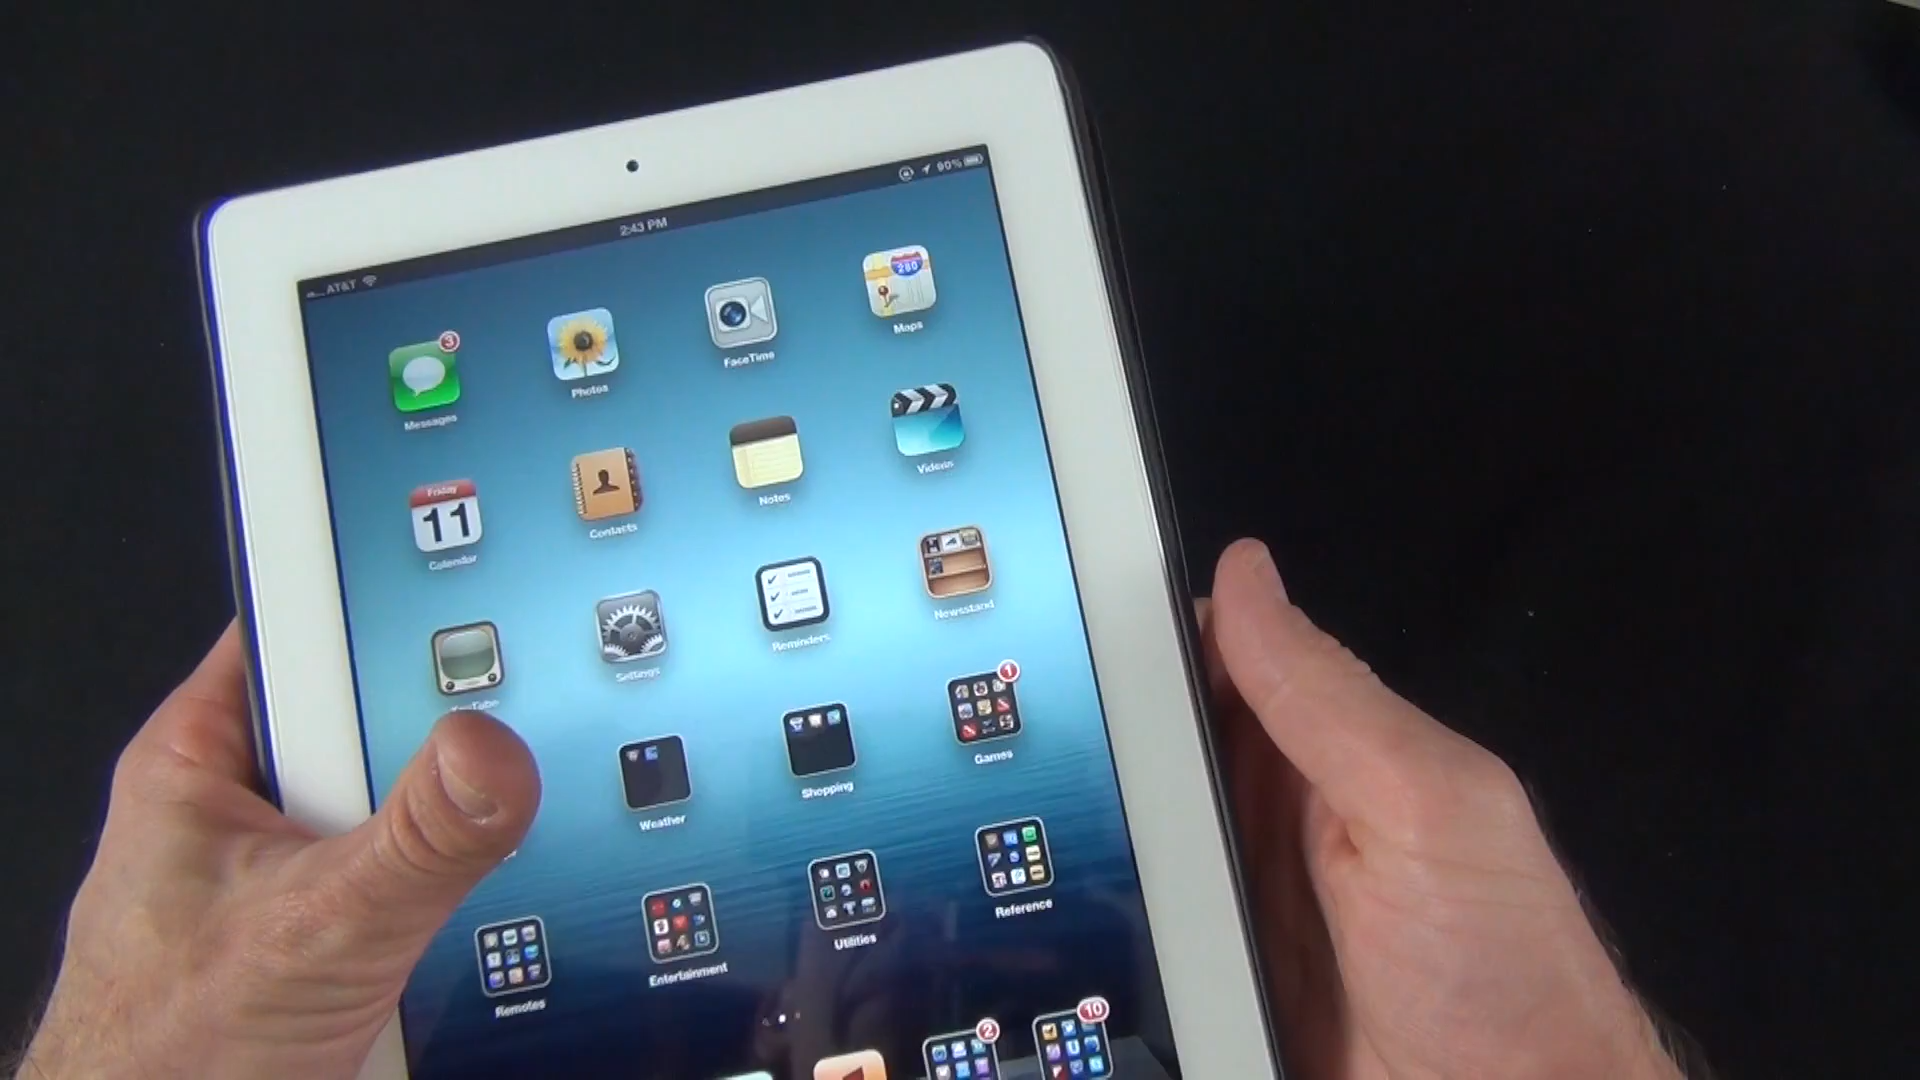 AT&T
2:43 PM
90%
3
280
Messages
Photos
FaceTime
Maps
Friday
11
Calendar
Contacts
Notes
Videos
YouTube
Settings
Reminders
Newsstand
1
Weather
Shopping
Games
Remotes
Entertainment
Utilities
Reference
2
10